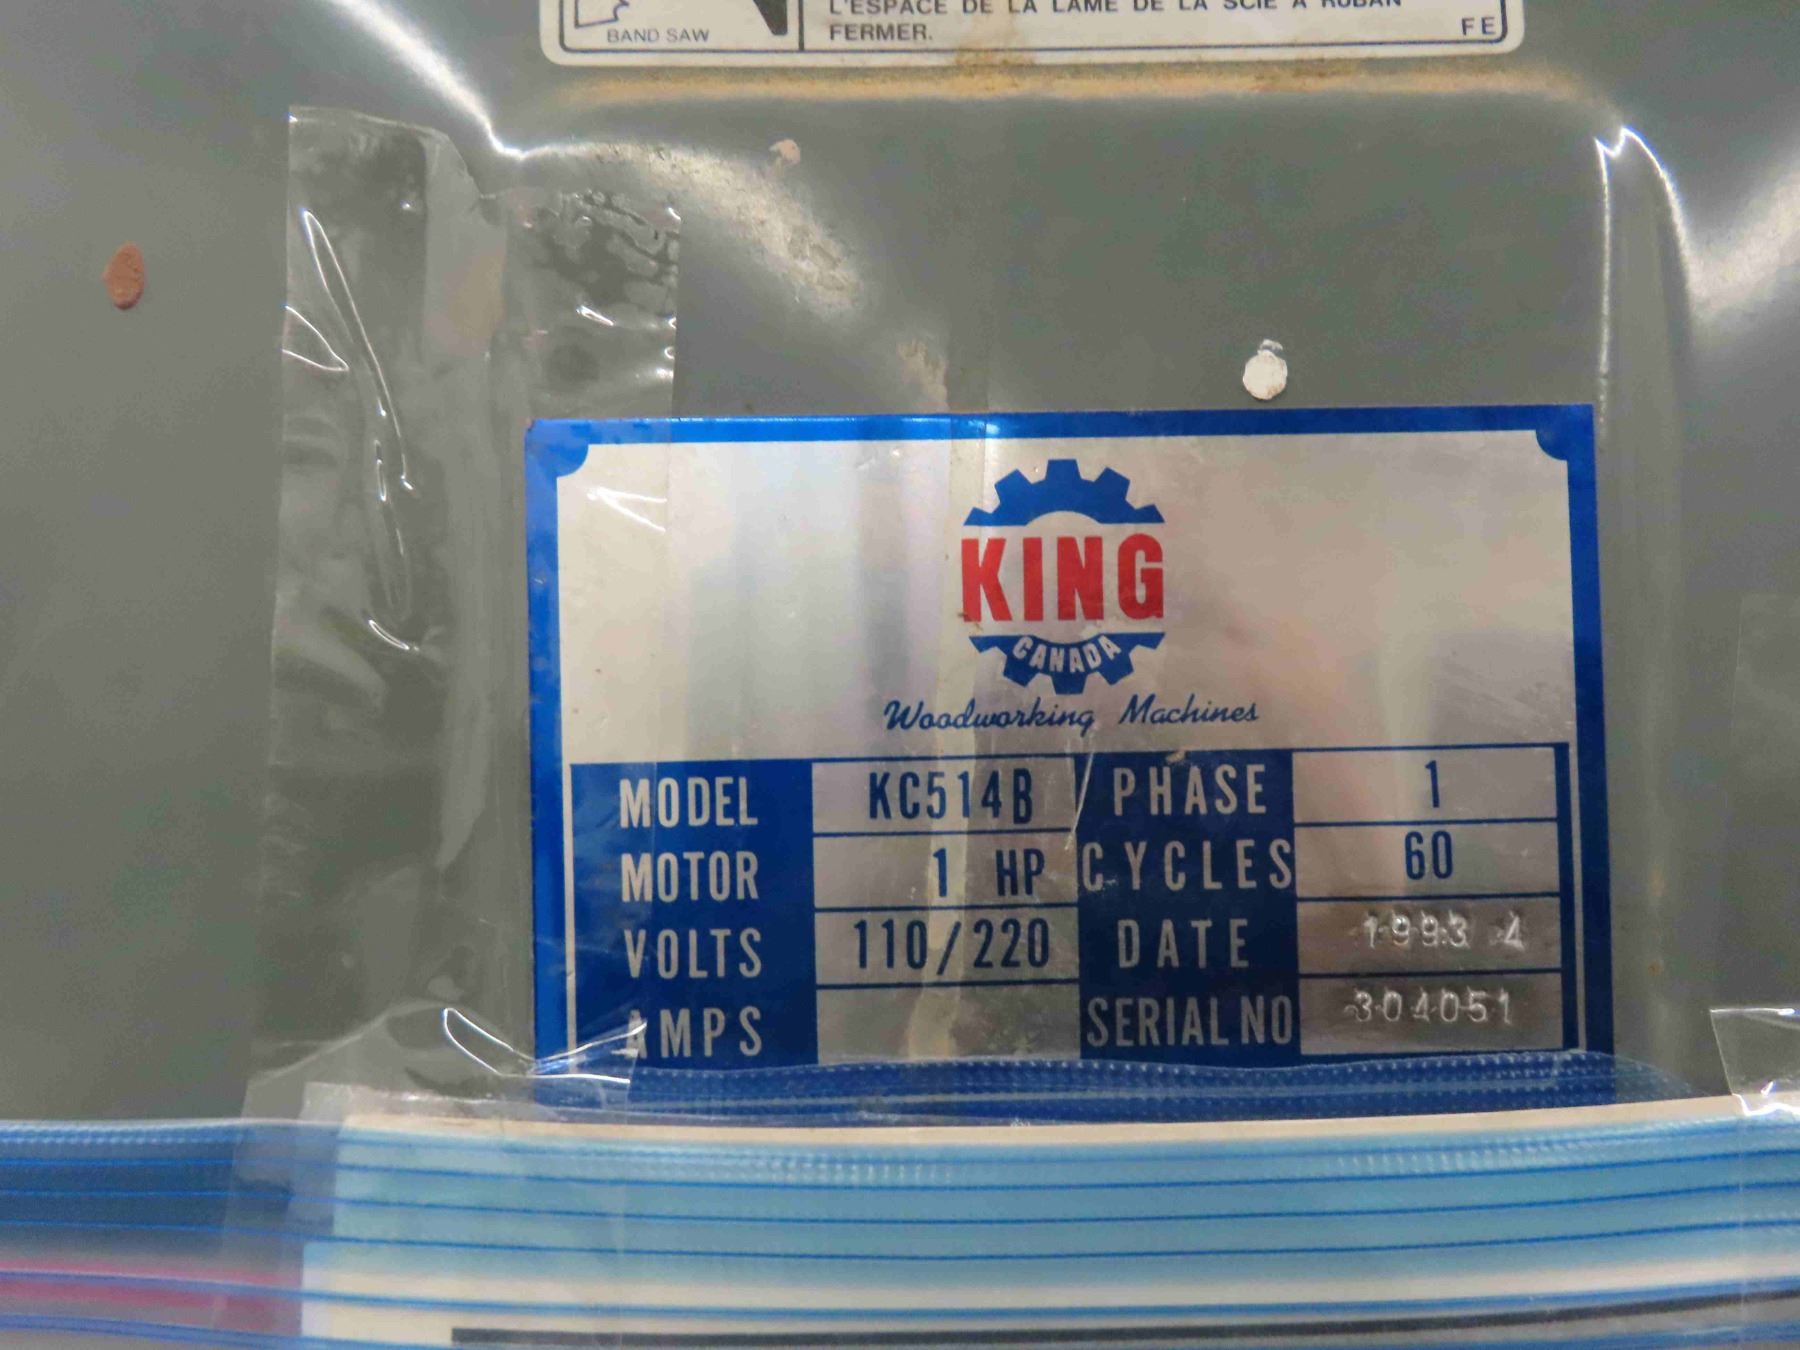 L'ESPACE DE LA LAME DE LA SCIE À RUBAN
BAND SAW
FERMER.
FE
KING
CANADA
Woodworking Machines
MODEL KC514B PHASE 1
MOTOR 1 HP CYCLES 60
VOLTS 110/220 DATE 1993 4
AMPS SERIAL NO 304051